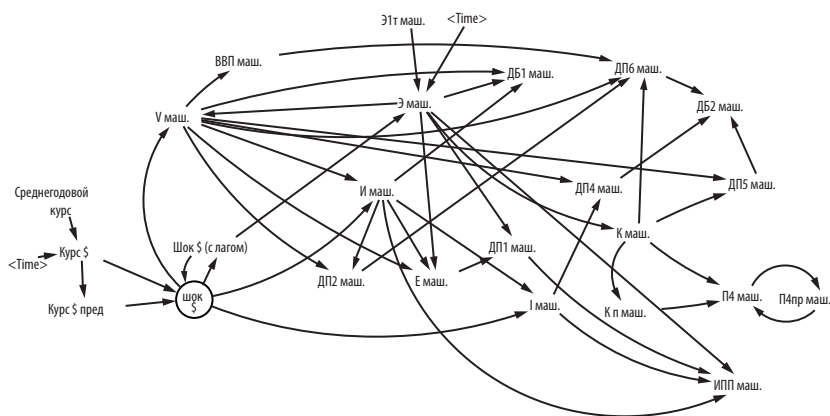 Э1т маш.
<Time>
ВВП маш.
ДБ1 маш.
ДП6 маш.
Э маш.
ДБ2 маш.
V маш.
И маш.
ДП4 маш.
ДП5 маш.
Среднегодовой
курс
К маш.
Шок $ (с лагом)
ДП1 маш.
Курс $
<Time>
ДП2 маш.
Е маш.
П4 маш.
П4пр маш.
шок
$
Курс $ пред
I маш.
К п маш.
ИПП маш.